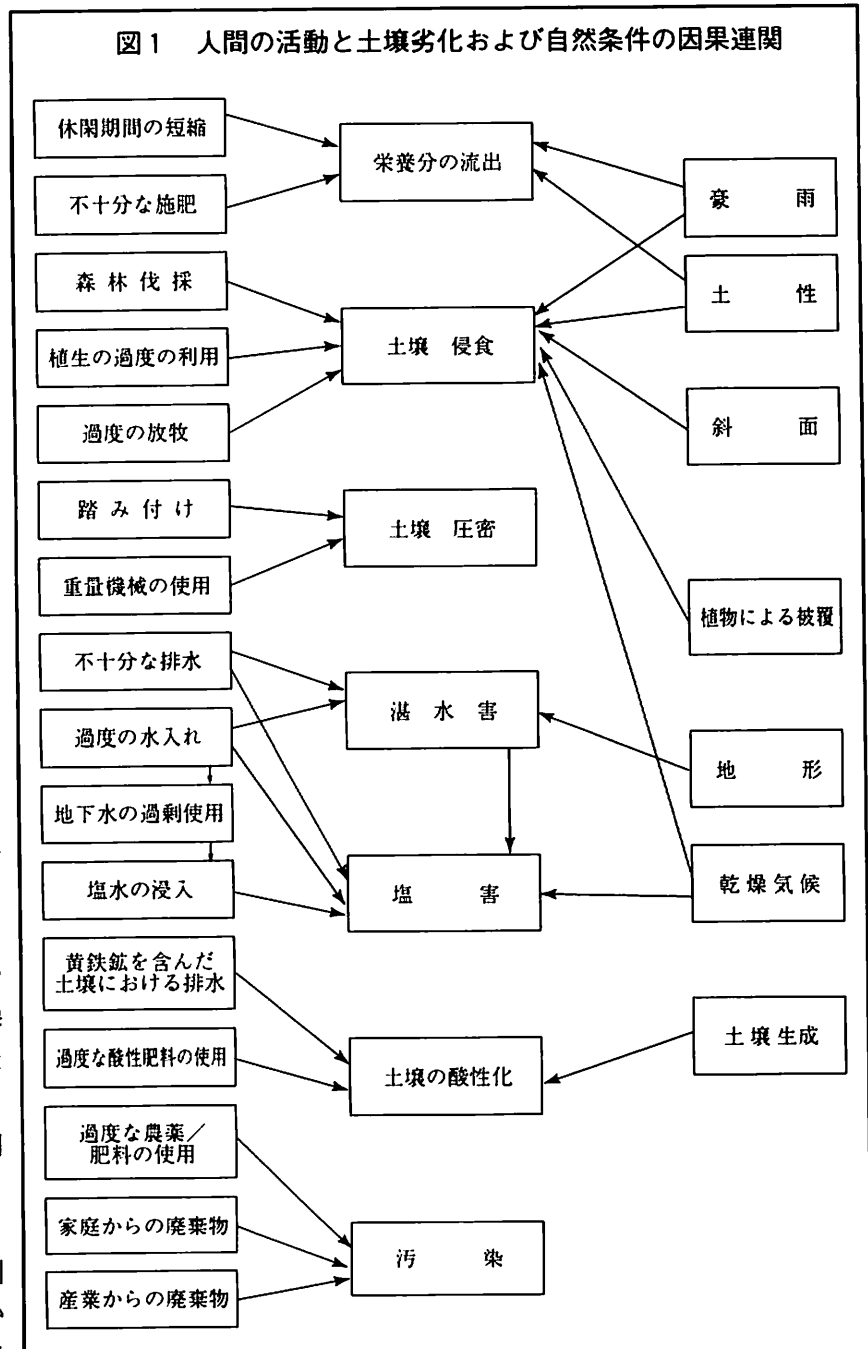 図1 人間の活動と土壌劣化および自然条件の因果連関
休閑期間の短縮
不十分な施肥
森林伐採
植生の過度の利用
過度の放牧
踏み付け
重量機械の使用
不十分な排水
過度の水入れ
地下水の過剰使用
塩水の浸入
黄鉄鉱を含んだ
土壌における排水
過度な酸性肥料の使用
過度な農薬/
肥料の使用
家庭からの廃棄物
産業からの廃棄物
栄養分の流出
土壌 侵食
土壌 圧密
湛水害
塩害
土壌の酸性化
汚染
豪雨
土性
斜面
植物による被覆
地形
乾燥気候
土壌生成